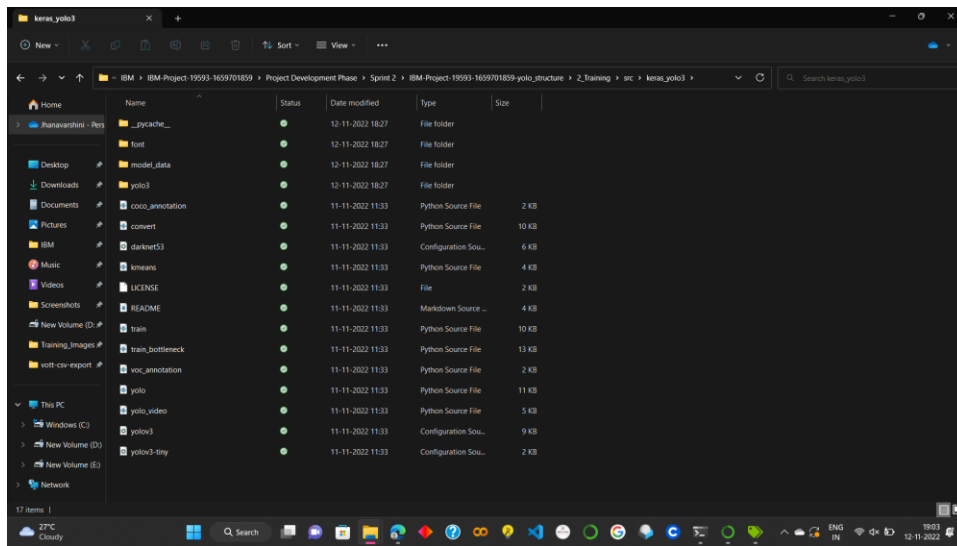 keras_yolo3
New
Sort
View
IBM > IBM-Project-19593-1659701859 > Project Development Phase > Sprint 2 > IBM-Project-19593-1659701859-yolo_structure > 2_Training > src > keras_yolo3 >
Search keras_yolo3
Home
Jhanavarshini - Pers
Desktop
Downloads
Documents
Pictures
IBM
Music
Videos
Screenshots
New Volume (D:
Training_Images
vott-csv-export
This PC
Windows (C:)
New Volume (D:)
New Volume (E:)
Network
Name Status Date modified Type Size
__pycache__ 12-11-2022 18:27 File folder
font 12-11-2022 18:27 File folder
model_data 12-11-2022 18:27 File folder
yolo3 12-11-2022 18:27 File folder
coco_annotation 11-11-2022 11:33 Python Source File 2 KB
convert 11-11-2022 11:33 Python Source File 10 KB
darknet53 11-11-2022 11:33 Configuration Sou... 6 KB
kmeans 11-11-2022 11:33 Python Source File 4 KB
LICENSE 11-11-2022 11:33 File 2 KB
README 11-11-2022 11:33 Markdown Source ... 4 KB
train 11-11-2022 11:33 Python Source File 10 KB
train_bottleneck 11-11-2022 11:33 Python Source File 13 KB
voc_annotation 11-11-2022 11:33 Python Source File 2 KB
yolo 11-11-2022 11:33 Python Source File 11 KB
yolo_video 11-11-2022 11:33 Python Source File 5 KB
yolov3 11-11-2022 11:33 Configuration Sou... 9 KB
yolov3-tiny 11-11-2022 11:33 Configuration Sou... 2 KB
17 items
27°C
Cloudy
Search
ENG
IN
19:03
12-11-2022